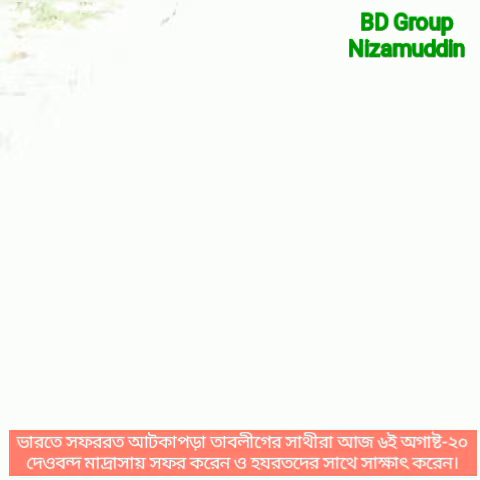 BD Group
Nizamuddin
ভারতে সফররত আটকাপড়া তাবলীগের সাথীরা আজ ৬ই অগাষ্ট-২০
দেওবন্দ মাদ্রাসায় সফর করেন ও হযরতদের সাথে সাক্ষাৎ করেন।